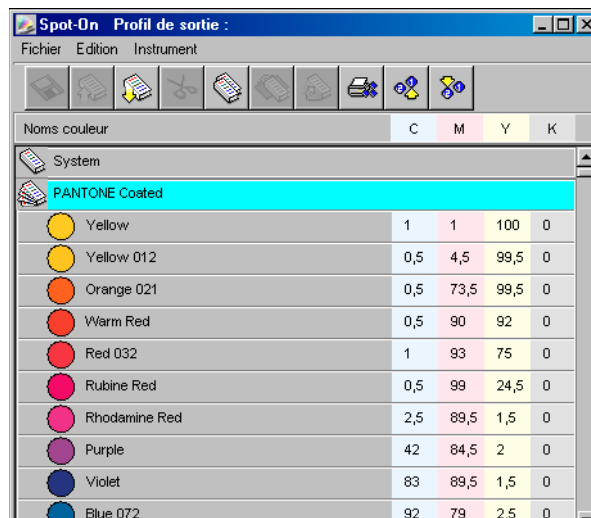 Spot-On Profil de sortie :
Fichier Edition Instrument
Noms couleur C M Y K
System
PANTONE Coated
Yellow 1 1 100 0
Yellow 012 0,5 4,5 99,5 0
Orange 021 0,5 73,5 99,5 0
Warm Red 0,5 90 92 0
Red 032 1 93 75 0
Rubine Red 0,5 99 24,5 0
Rhodamine Red 2,5 89,5 1,5 0
Purple 42 84,5 2 0
Violet 83 89,5 1,5 0
Blue 072 92 79 2,5 0